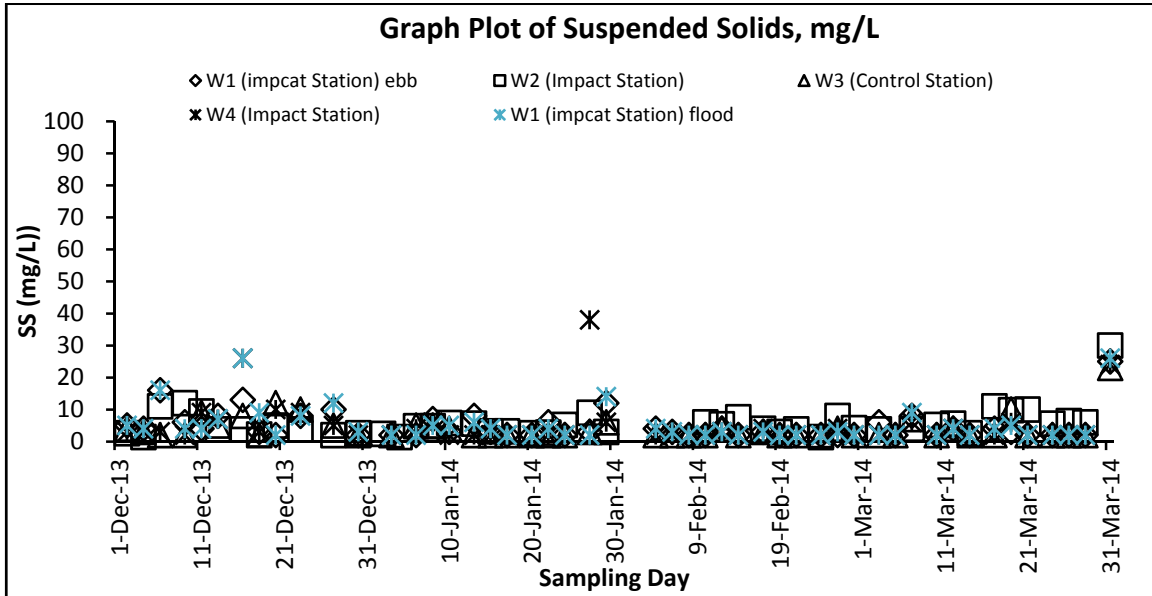 Graph Plot of Suspended Solids, mg/L
W1 (impcat Station) ebb
W2 (Impact Station)
W3 (Control Station)
W4 (Impact Station)
W1 (impcat Station) flood
SS (mg/L))
100
90
80
70
60
50
40
30
20
10
0
1-Dec-13
11-Dec-13
21-Dec-13
31-Dec-13
10-Jan-14
20-Jan-14
30-Jan-14
9-Feb-14
19-Feb-14
1-Mar-14
11-Mar-14
21-Mar-14
31-Mar-14
Sampling Day